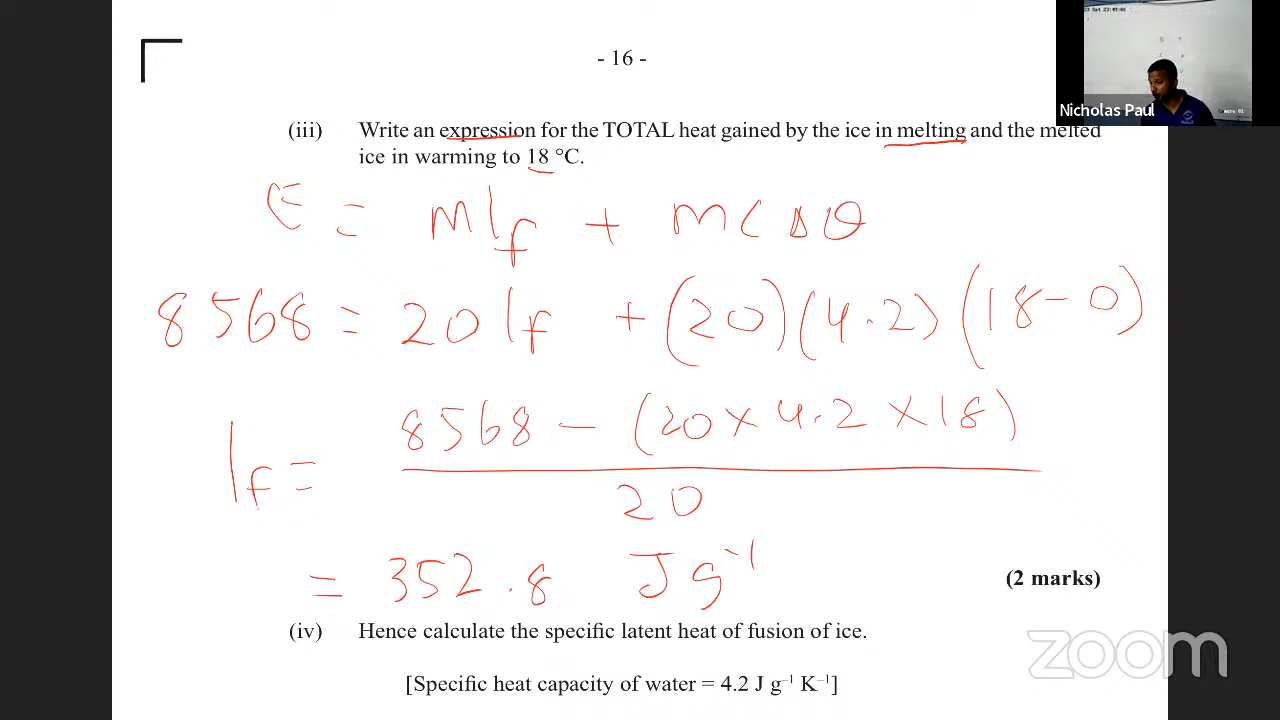 - 16 -
Nicholas Paul
(iii) Write an expression for the TOTAL heat gained by the ice in melting and the melted
ice in warming to 18 °C.
E = mlf + mcΔθ
8568 = 20lf + (20)(4.2)(18-0)
8568 - (20 × 4.2 × 18)
lf =
20
= 352.8 J g⁻¹
(2 marks)
(iv) Hence calculate the specific latent heat of fusion of ice.
zoom
[Specific heat capacity of water = 4.2 J g⁻¹ K⁻¹]